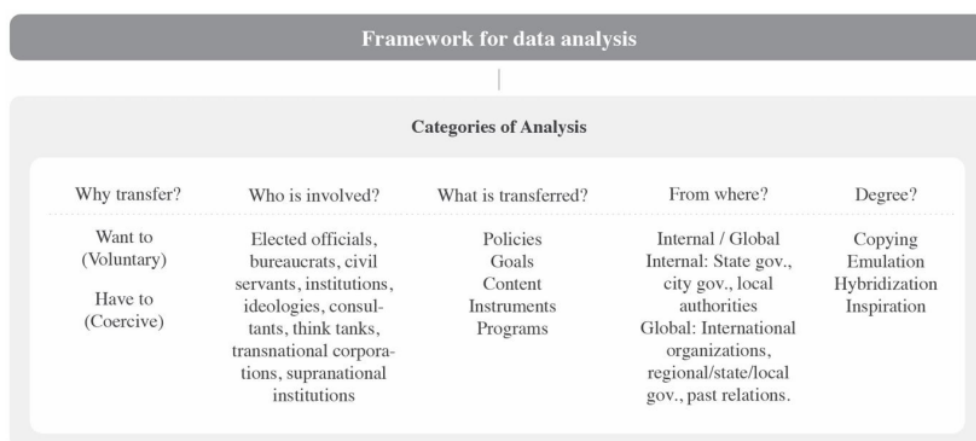 Framework for data analysis
Categories of Analysis
Why transfer?
Want to
(Voluntary)
Have to
(Coercive)
Who is involved?
Elected officials,
bureaucrats, civil
servants, institutions,
ideologies, consul-
tants, think tanks,
transnational corpora-
tions, supranational
institutions
What is transferred?
Policies
Goals
Content
Instruments
Programs
From where?
Internal / Global
Internal: State gov.,
city gov., local
authorities
Global: International
organizations,
regional/state/local
gov., past relations.
Degree?
Copying
Emulation
Hybridization
Inspiration